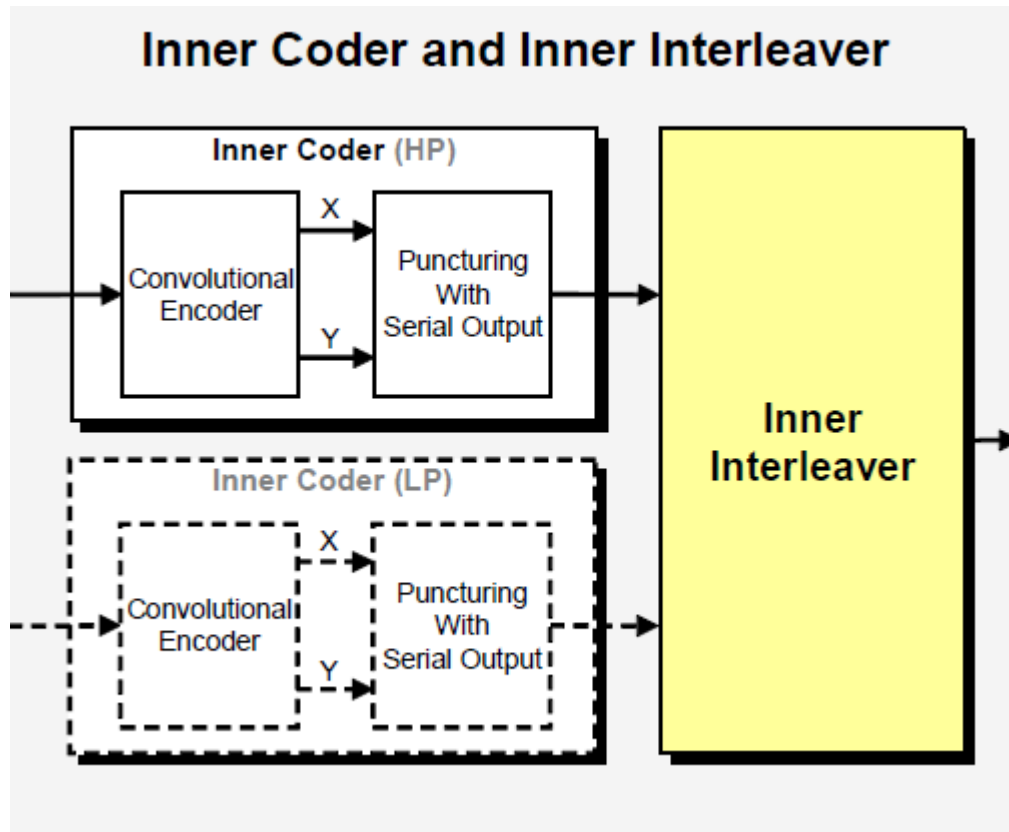 Inner Coder and Inner Interleaver
Inner Coder (HP)
Convolutional
Encoder
X
Y
Puncturing
With
Serial Output
Inner Coder (LP)
Convolutional
Encoder
X
Y
Puncturing
With
Serial Output
Inner
Interleaver